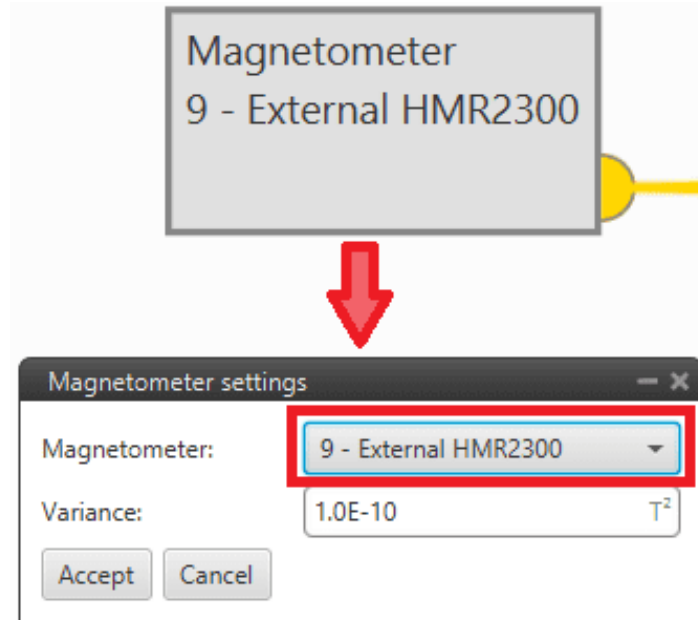 Magnetometer
9 - External HMR2300
Magnetometer settings
Magnetometer: 9 - External HMR2300
Variance: 1.0E-10 T²
Accept Cancel